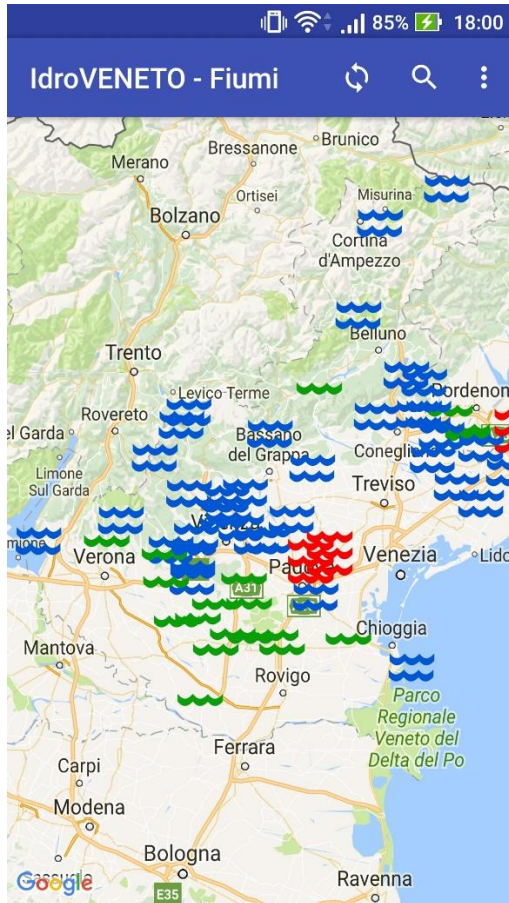 85% 18:00
IdroVENETO - Fiumi
Brunico
Bressanone
Merano
Ortisei
Misurina
Bolzano
Cortina
d'Ampezzo
Belluno
Trento
Levico Terme
Pordenon
Rovereto
el Garda
Bassano
del Grappa
Conegli
Limone
Sul Garda
Treviso
Venezia
Lido
Verona
A31
Chioggia
Mantova
Rovigo
Parco
Regionale
Veneto del
Delta del Po
Ferrara
Carpi
Modena
Bologna
Google
E35
Ravenna